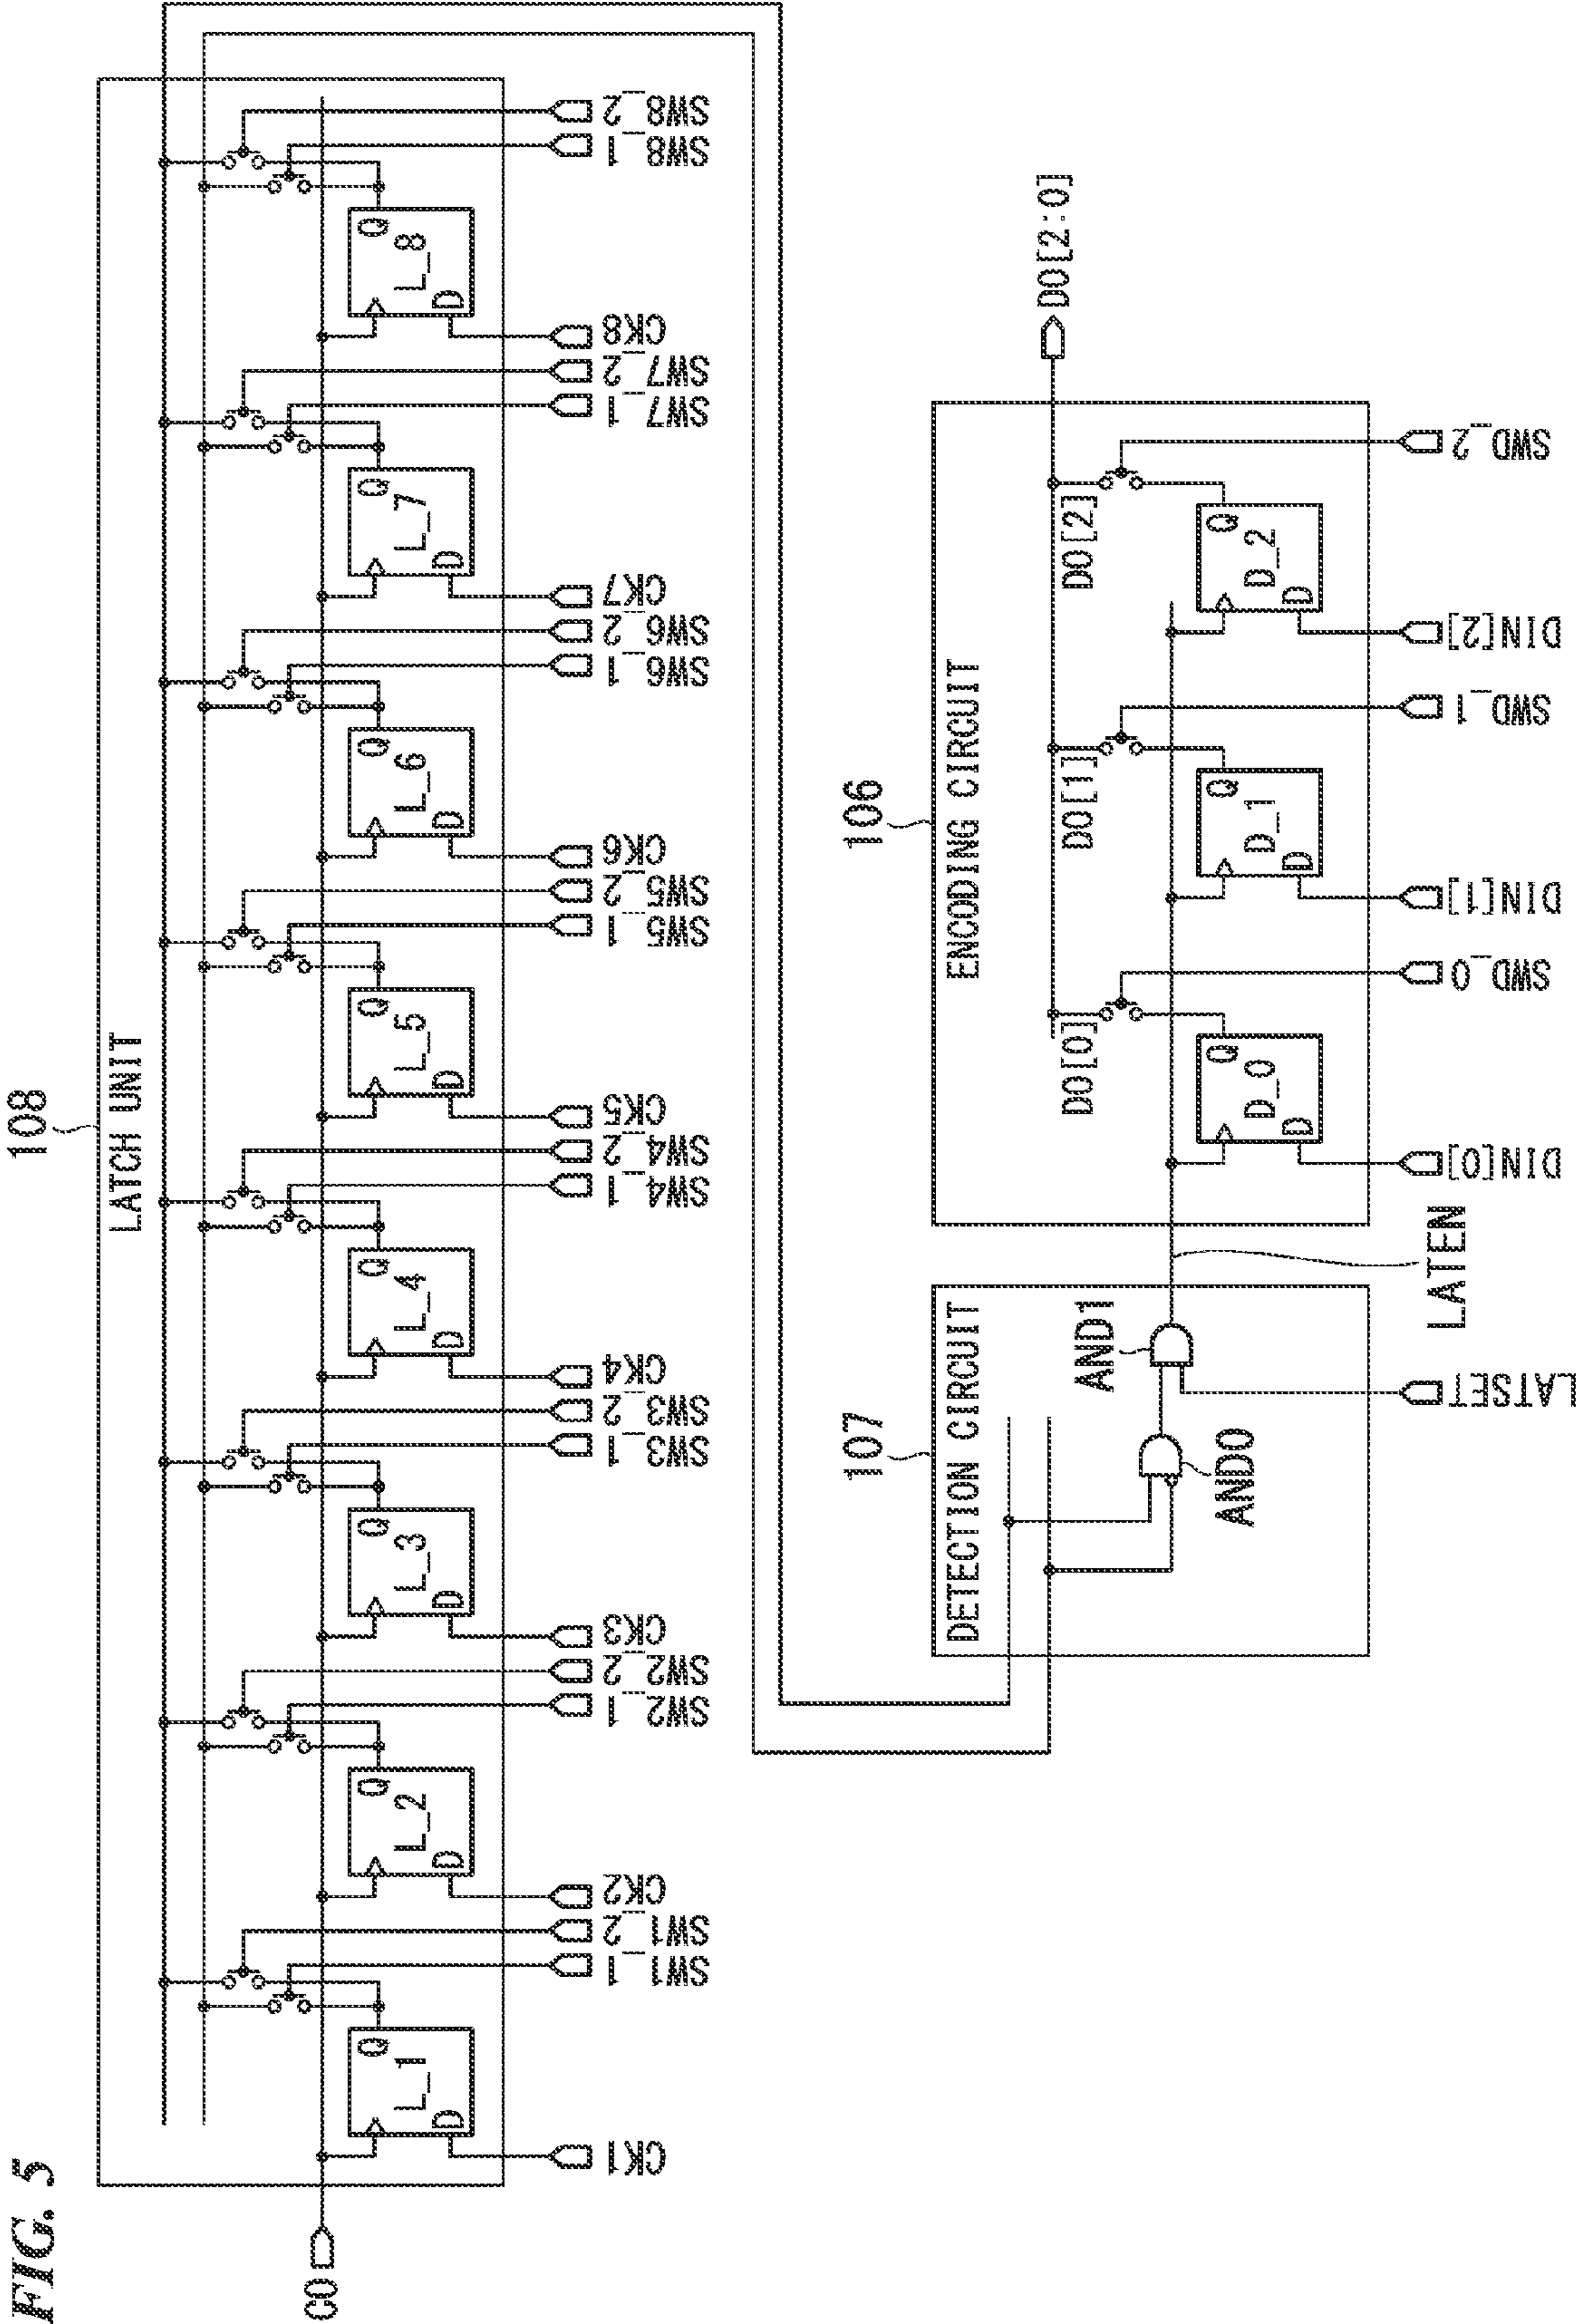 FIG. 5
108
LATCH UNIT
CO
L_1
D
Q
L_2
D
Q
L_3
D
Q
L_4
D
Q
L_5
D
Q
L_6
D
Q
L_7
D
Q
L_8
D
Q
CK1
SW1_1
SW1_2
CK2
SW2_1
SW2_2
CK3
SW3_1
SW3_2
CK4
SW4_1
SW4_2
CK5
SW5_1
SW5_2
CK6
SW6_1
SW6_2
CK7
SW7_1
SW7_2
CK8
SW8_1
SW8_2
107
DETECTION CIRCUIT
AND0
AND1
LATSET
LATEN
106
ENCODING CIRCUIT
DO[0]
DO[1]
DO[2]
DO[2:0]
D_0
D
Q
D_1
D
Q
D_2
D
Q
DIN[0]
SWD_0
DIN[1]
SWD_1
DIN[2]
SWD_2